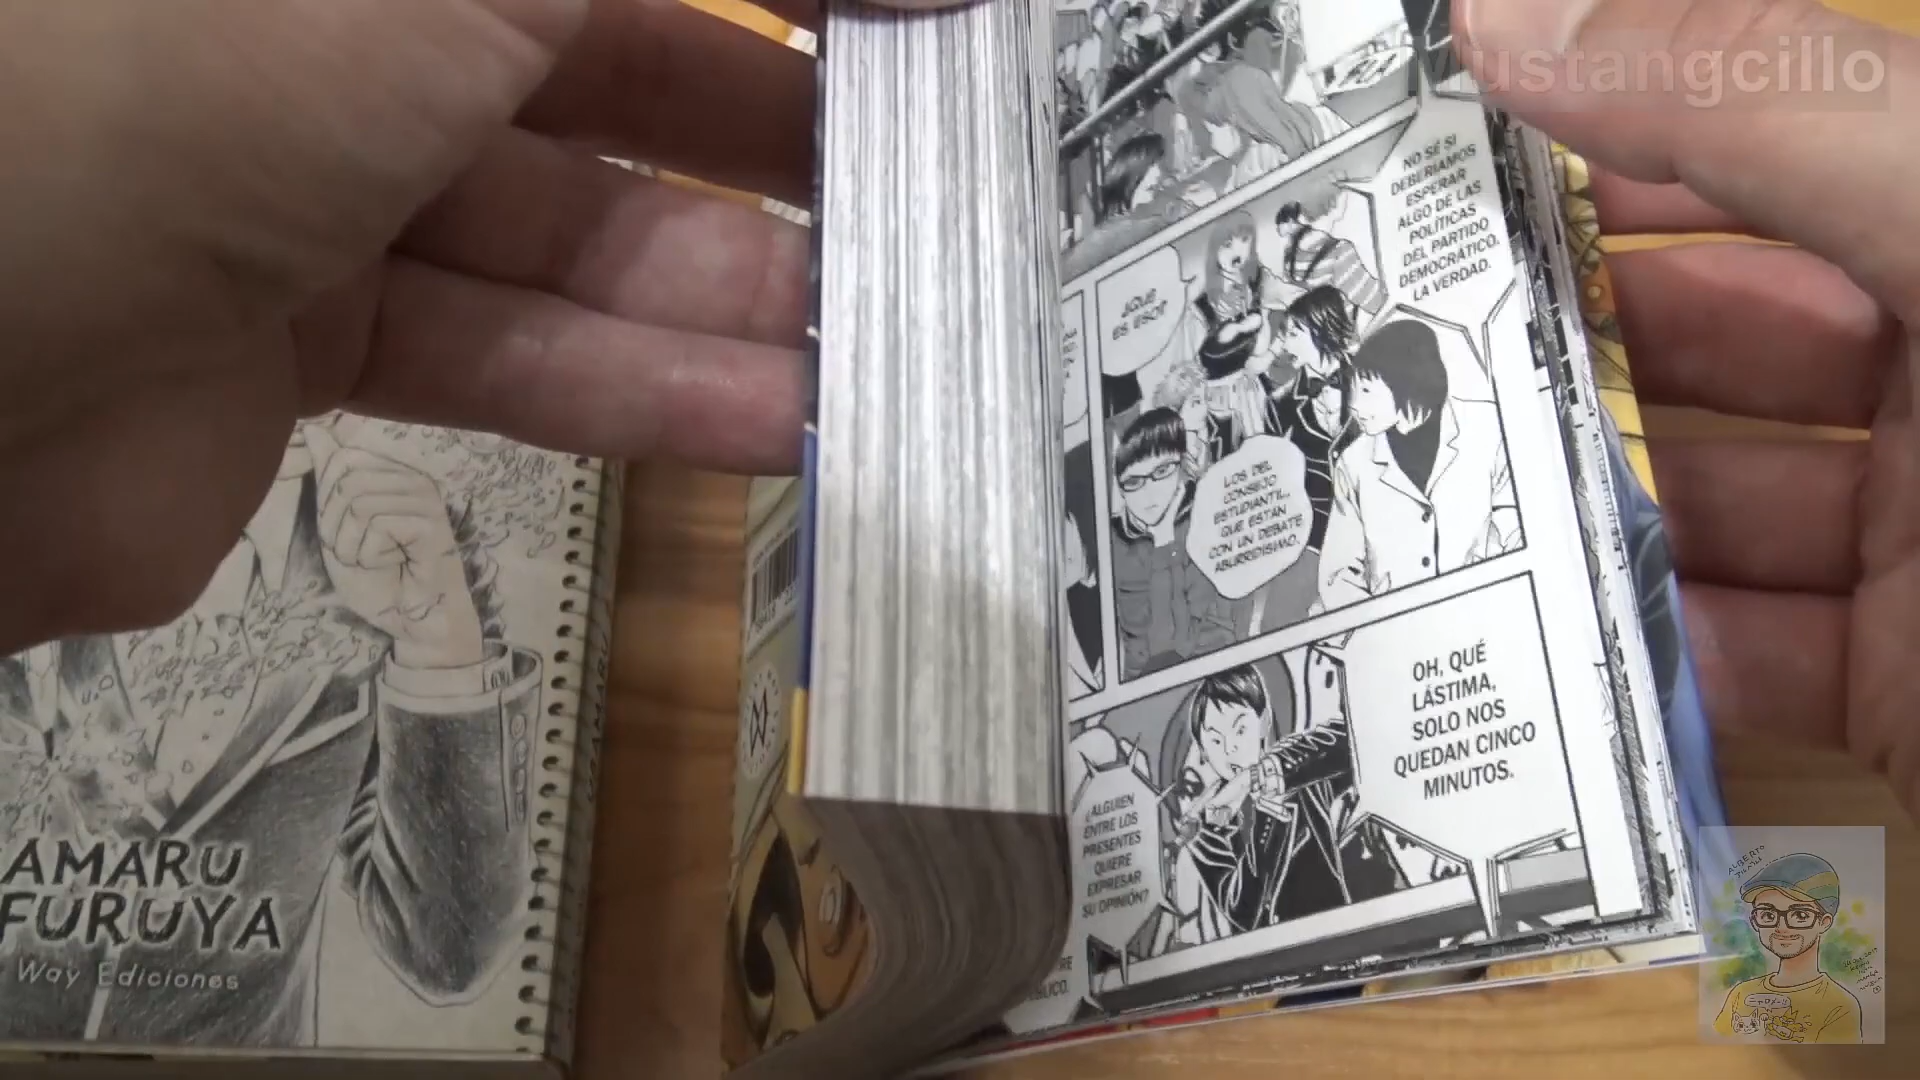 Mustangcillo
NO SÉ SI
DEBERÍAMOS
ESPERAR
ALGO DE LAS
POLÍTICAS
DEL PARTIDO
DEMOCRÁTICO,
LA VERDAD.
¿QUÉ
ES ESO?
LOS DEL
CONSEJO
ESTUDIANTIL,
QUE ESTÁN
CON UN DEBATE
ABURRIDÍSIMO.
OH, QUÉ
LÁSTIMA,
SOLO NOS
QUEDAN CINCO
MINUTOS.
¿ALGUIEN
ENTRE LOS
PRESENTES
QUIERE
EXPRESAR
SU OPINIÓN?
AMARU
FURUYA
Way Ediciones
ALBERTO